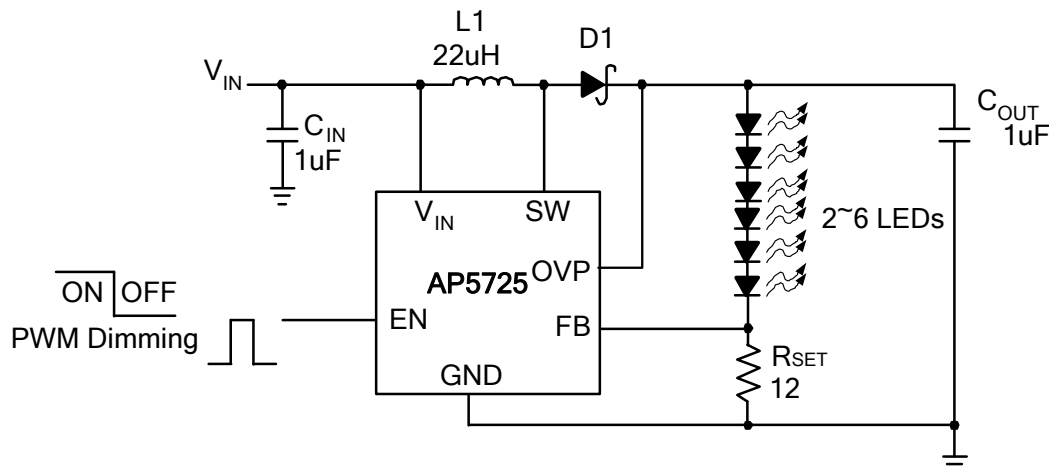 L1
22uH
D1
VIN
CIN
1uF
COUT
1uF
VIN
SW
2~6 LEDs
OVP
AP5725
ON OFF
PWM Dimming
EN
FB
GND
RSET
12